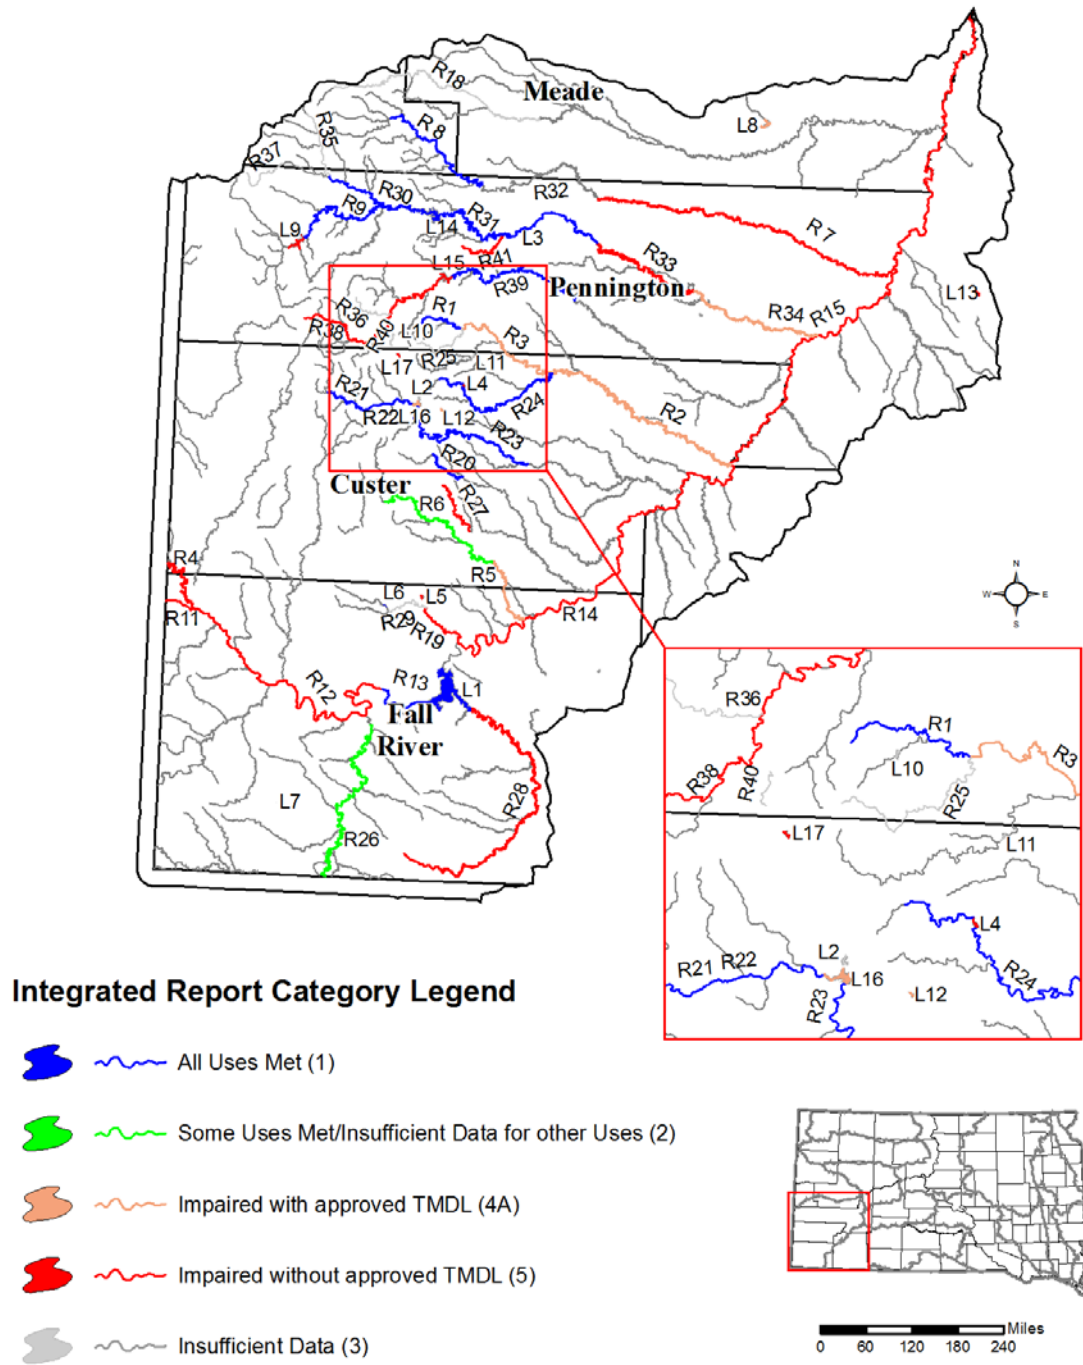 R18
Meade
L8
R8
R35
R37
R32
R30
R9
R31
L14
L3
L9
R7
R41
L15
R33
R39
Pennington
L13
R36
R1
R34
R15
R38
R40
L10
R3
R25
L11
L17
R21
L2
L4
R24
R22
L16
L12
R2
R23
R20
Custer
R6
R27
R4
R5
L6
L5
R11
R29
R19
R14
N
W
E
S
R12
R13
L1
Fall
River
L7
R28
R26
R36
R1
R3
R38
R40
L10
R25
L17
L11
L4
L2
R21
R22
L16
R24
R23
L12
Integrated Report Category Legend
All Uses Met (1)
Some Uses Met/Insufficient Data for other Uses (2)
Impaired with approved TMDL (4A)
Impaired without approved TMDL (5)
Insufficient Data (3)
Miles
0 60 120 180 240